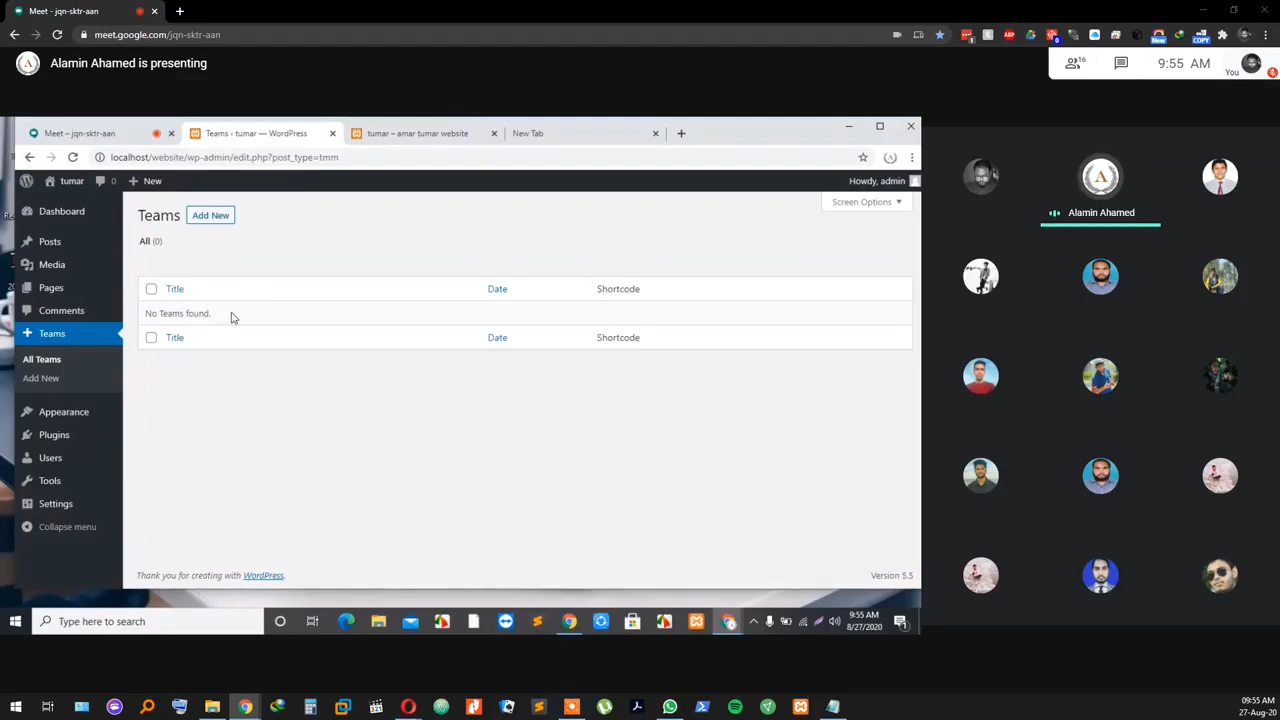 Meet - jqn-sktr-aan
meet.google.com/jqn-sktr-aan
New
COPY
Alamin Ahamed is presenting
16
9:55 AM
You
Meet – jqn-sktr-aan
Teams ‹ tumar — WordPress
tumar – amar tumar website
New Tab
localhost/website/wp-admin/edit.php?post_type=tmm
tumar
0
New
Howdy, admin
Dashboard
Posts
Media
Pages
Comments
Teams
All Teams
Add New
Appearance
Plugins
Users
Tools
Settings
Collapse menu
Teams
Add New
Screen Options
All (0)
Title Date Shortcode
No Teams found.
Title Date Shortcode
Thank you for creating with WordPress.
Version 5.5
Alamin Ahamed
Type here to search
9:55 AM
8/27/2020
09:55 AM
27-Aug-20